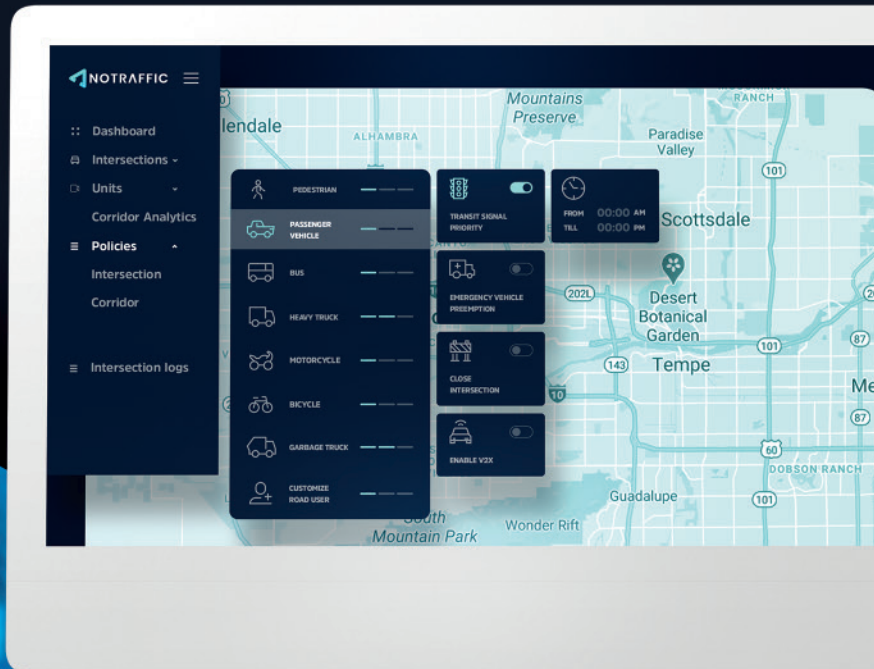 NOTRAFFIC
Dashboard
Intersections
Units
Corridor Analytics
Policies
Intersection
Corridor
Intersection logs
PEDESTRIAN
PASSENGER
VEHICLE
BUS
HEAVY TRUCK
MOTORCYCLE
BICYCLE
GARBAGE TRUCK
CUSTOMIZE
ROAD USER
TRANSIT SIGNAL
PRIORITY
FROM 00:00 AM
TILL 00:00 PM
EMERGENCY VEHICLE
PREEMPTION
CLOSE
INTERSECTION
ENABLE V2X
lendale
ALHAMBRA
Mountains
Preserve
RANCH
Paradise
Valley
101
Scottsdale
202L
Desert
Botanical
Garden
101
87
143
Tempe
Me
10
87
60
DOBSON RANCH
101
Guadalupe
South
Mountain Park
Wonder Rift